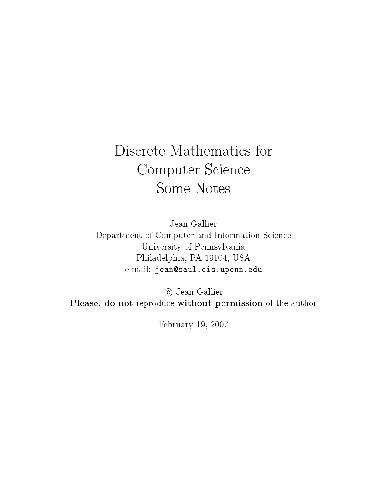 Discrete Mathematics for
Computer Science
Some Notes
Jean Gallier
Department of Computer and Information Science
University of Pennsylvania
Philadelphia, PA 19104, USA
e-mail: jean@saul.cis.upenn.edu
© Jean Gallier
Please, do not reproduce without permission of the author
February 19,